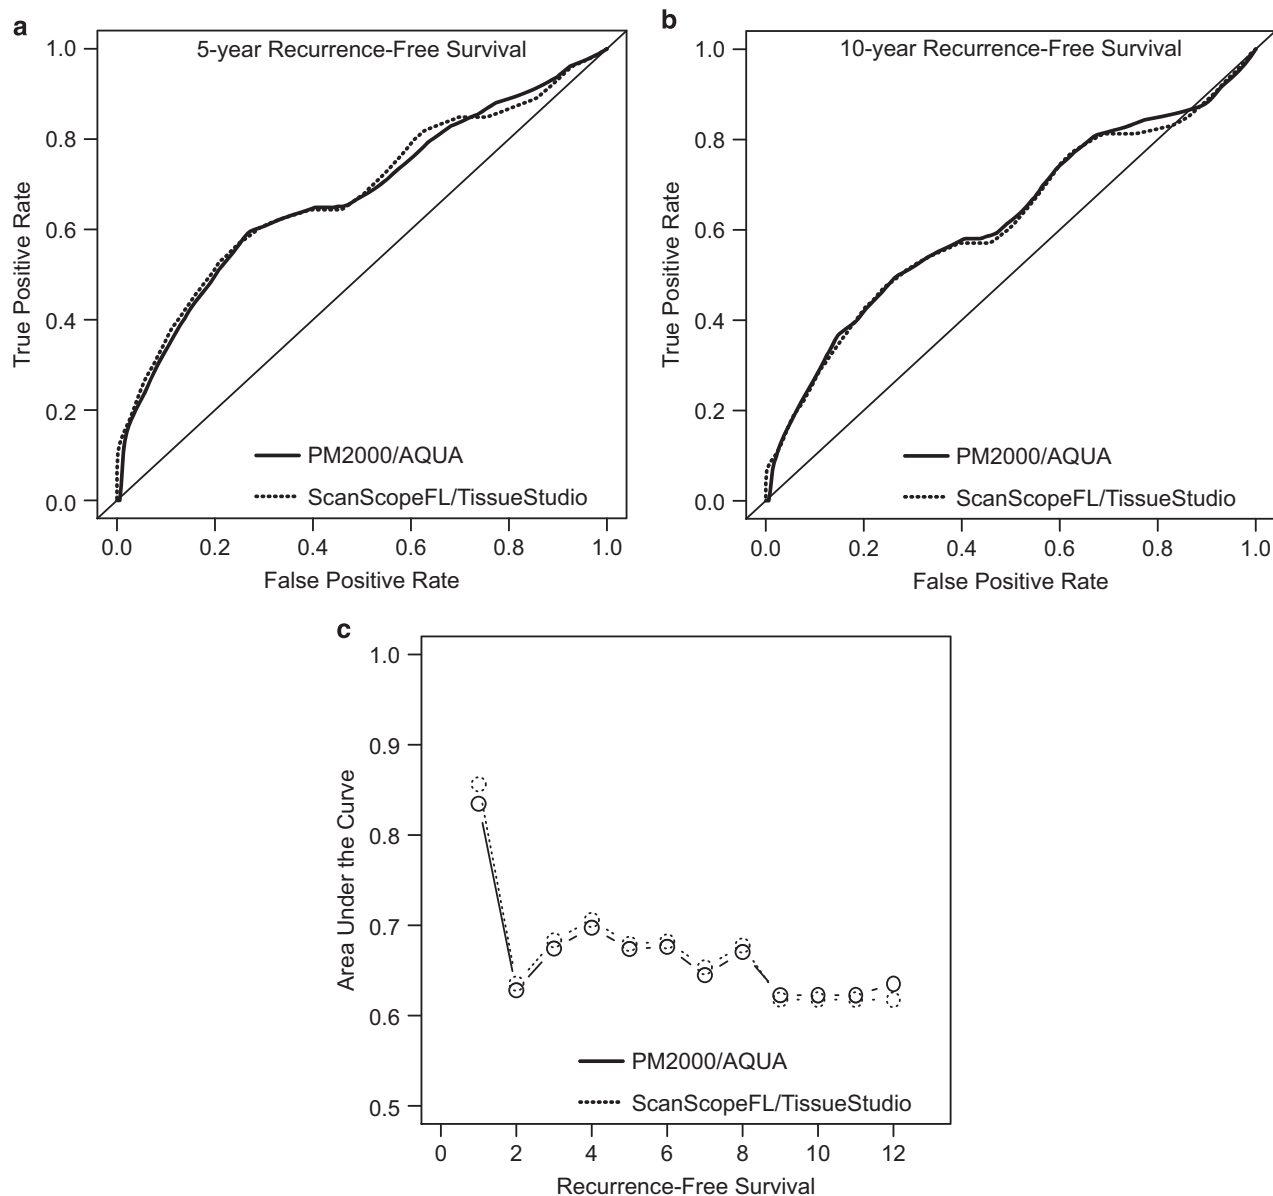 a
5-year Recurrence-Free Survival
1.0
0.8
0.6
0.4
0.2
0.0
True Positive Rate
PM2000/AQUA
ScanScopeFL/TissueStudio
0.0 0.2 0.4 0.6 0.8 1.0
False Positive Rate
b
10-year Recurrence-Free Survival
1.0
0.8
0.6
0.4
0.2
0.0
True Positive Rate
PM2000/AQUA
ScanScopeFL/TissueStudio
0.0 0.2 0.4 0.6 0.8 1.0
False Positive Rate
c
1.0
0.9
0.8
0.7
0.6
0.5
Area Under the Curve
PM2000/AQUA
ScanScopeFL/TissueStudio
0 2 4 6 8 10 12
Recurrence-Free Survival